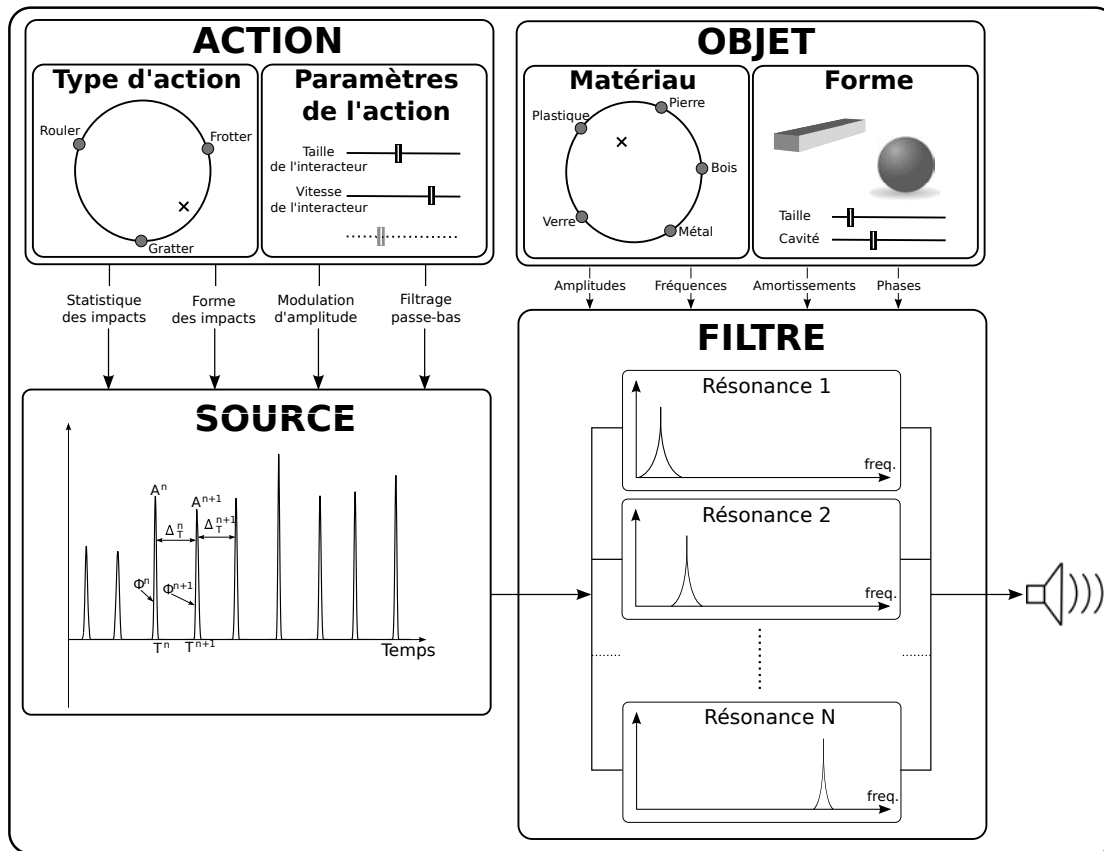 ACTION
Type d'action
Rouler
Frotter
Gratter
Paramètres
de l'action
Taille
de l'interacteur
Vitesse
de l'interacteur
OBJET
Matériau
Plastique
Pierre
Bois
Verre
Métal
Forme
Taille
Cavité
Statistique
des impacts
Forme
des impacts
Modulation
d'amplitude
Filtrage
passe-bas
Amplitudes
Fréquences
Amortissements
Phases
SOURCE
A^n
A^{n+1}
Δ_T^n
Δ_T^{n+1}
Φ^n
Φ^{n+1}
T^n
T^{n+1}
Temps
FILTRE
Résonance 1
freq.
Résonance 2
freq.
Résonance N
freq.